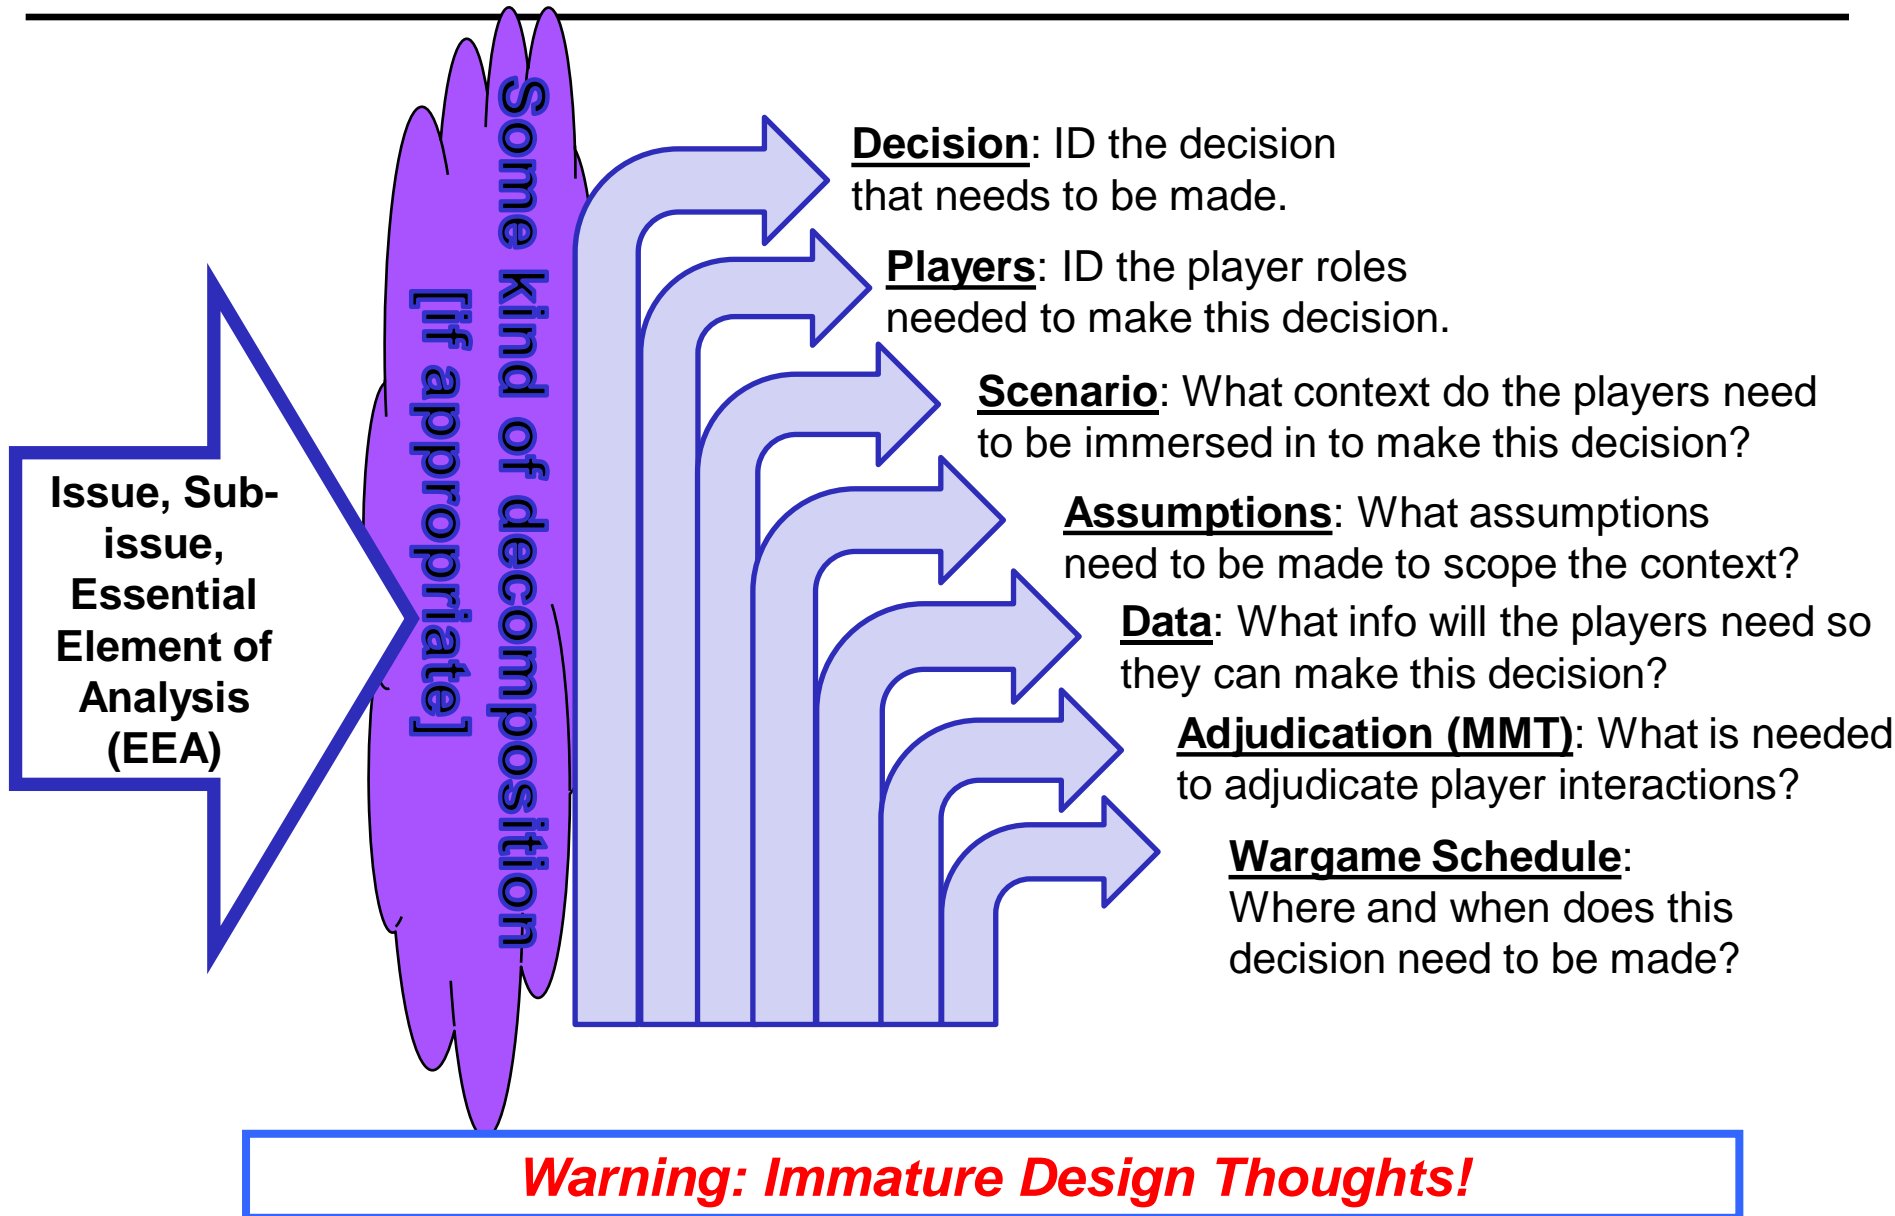 Issue, Sub-
issue,
Essential
Element of
Analysis
(EEA)
Some kind of decomposition
[if appropriate]
Decision: ID the decision
that needs to be made.
Players: ID the player roles
needed to make this decision.
Scenario: What context do the players need
to be immersed in to make this decision?
Assumptions: What assumptions
need to be made to scope the context?
Data: What info will the players need so
they can make this decision?
Adjudication (MMT): What is needed
to adjudicate player interactions?
Wargame Schedule:
Where and when does this
decision need to be made?
Warning: Immature Design Thoughts!